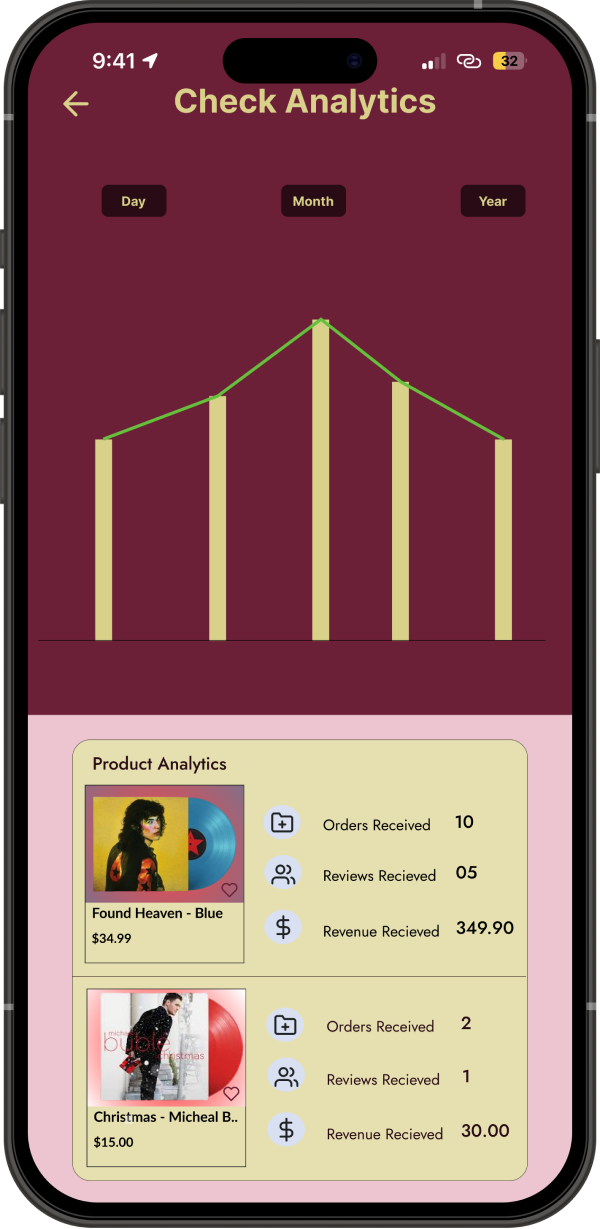 9:41
32
Check Analytics
Day Month Year
Product Analytics
Orders Received 10
Reviews Recieved 05
Revenue Recieved 349.90
Found Heaven - Blue
$34.99
michael
buble
christmas
Orders Received 2
Reviews Recieved 1
Revenue Recieved 30.00
Christmas - Micheal B..
$15.00